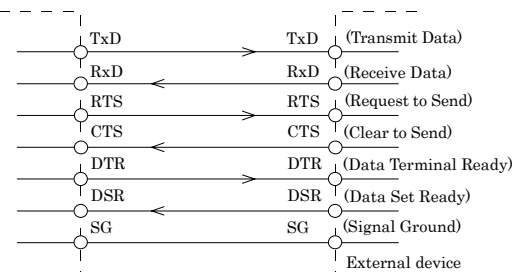 TxD TxD (Transmit Data)
RxD RxD (Receive Data)
RTS RTS (Request to Send)
CTS CTS (Clear to Send)
DTR DTR (Data Terminal Ready)
DSR DSR (Data Set Ready)
SG SG (Signal Ground)
External device